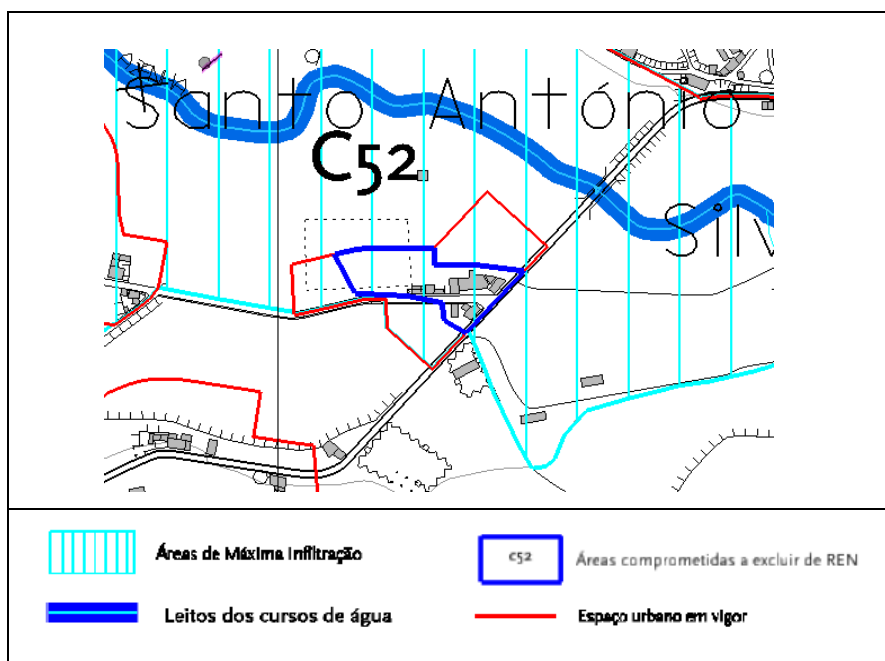 Santo António
C52
Silv
Áreas de Máxima Infiltração
C52
Áreas comprometidas a excluir de REN
Leitos dos cursos de água
Espaço urbano em vigor